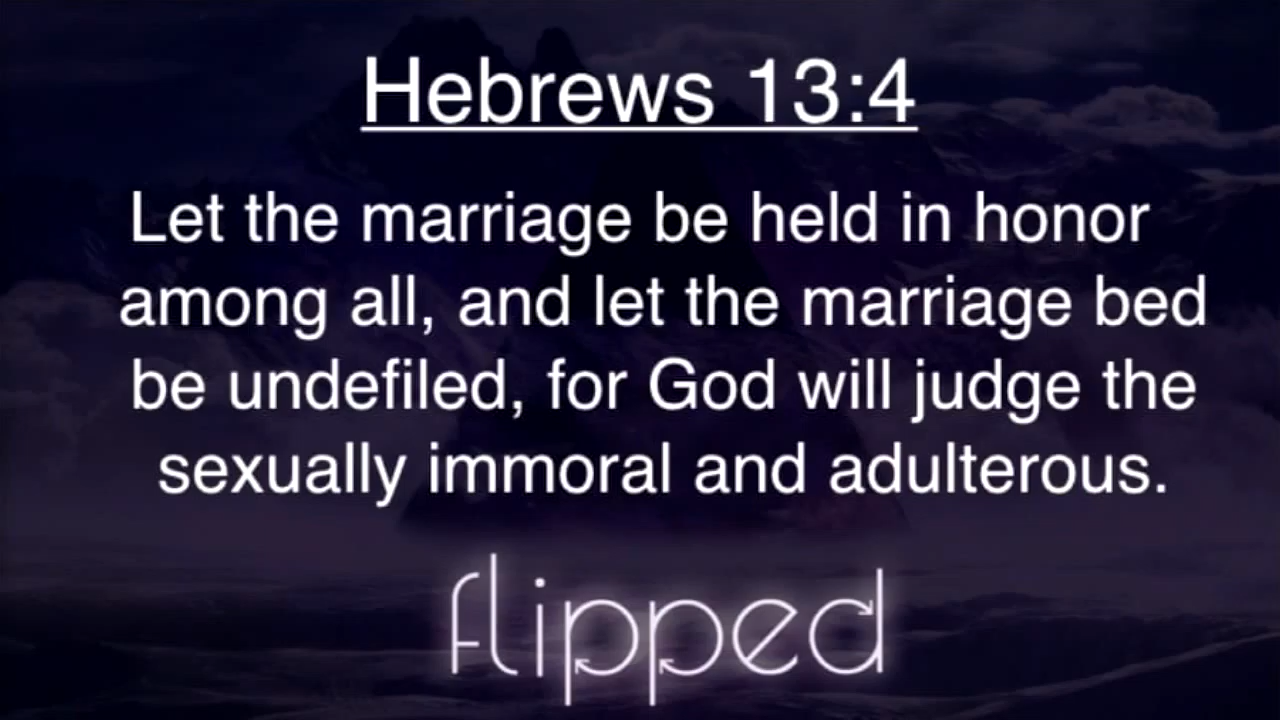 Hebrews 13:4
Let the marriage be held in honor
among all, and let the marriage bed
be undefiled, for God will judge the
sexually immoral and adulterous.
flipped